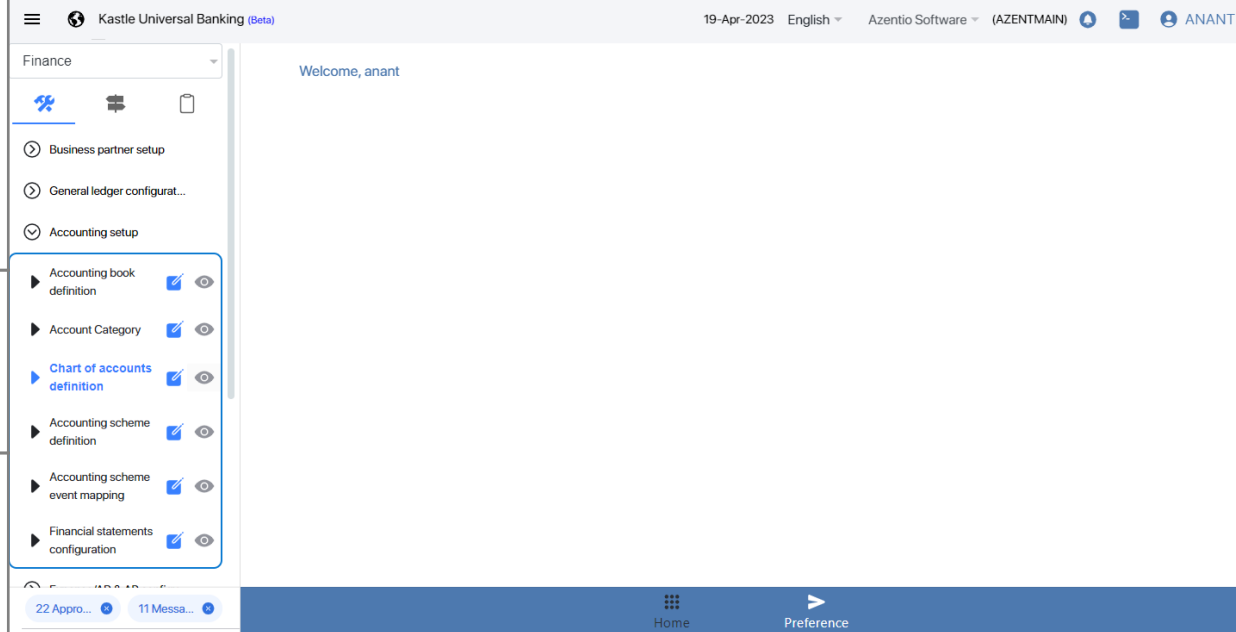 Kastle Universal Banking (Beta)
19-Apr-2023 English Azentio Software (AZENTMAIN) ANANT
Finance
Welcome, anant
Business partner setup
General ledger configurat...
Accounting setup
Accounting book
definition
Account Category
Chart of accounts
definition
Accounting scheme
definition
Accounting scheme
event mapping
Financial statements
configuration
22 Appro...
11 Messa...
Home
Preference